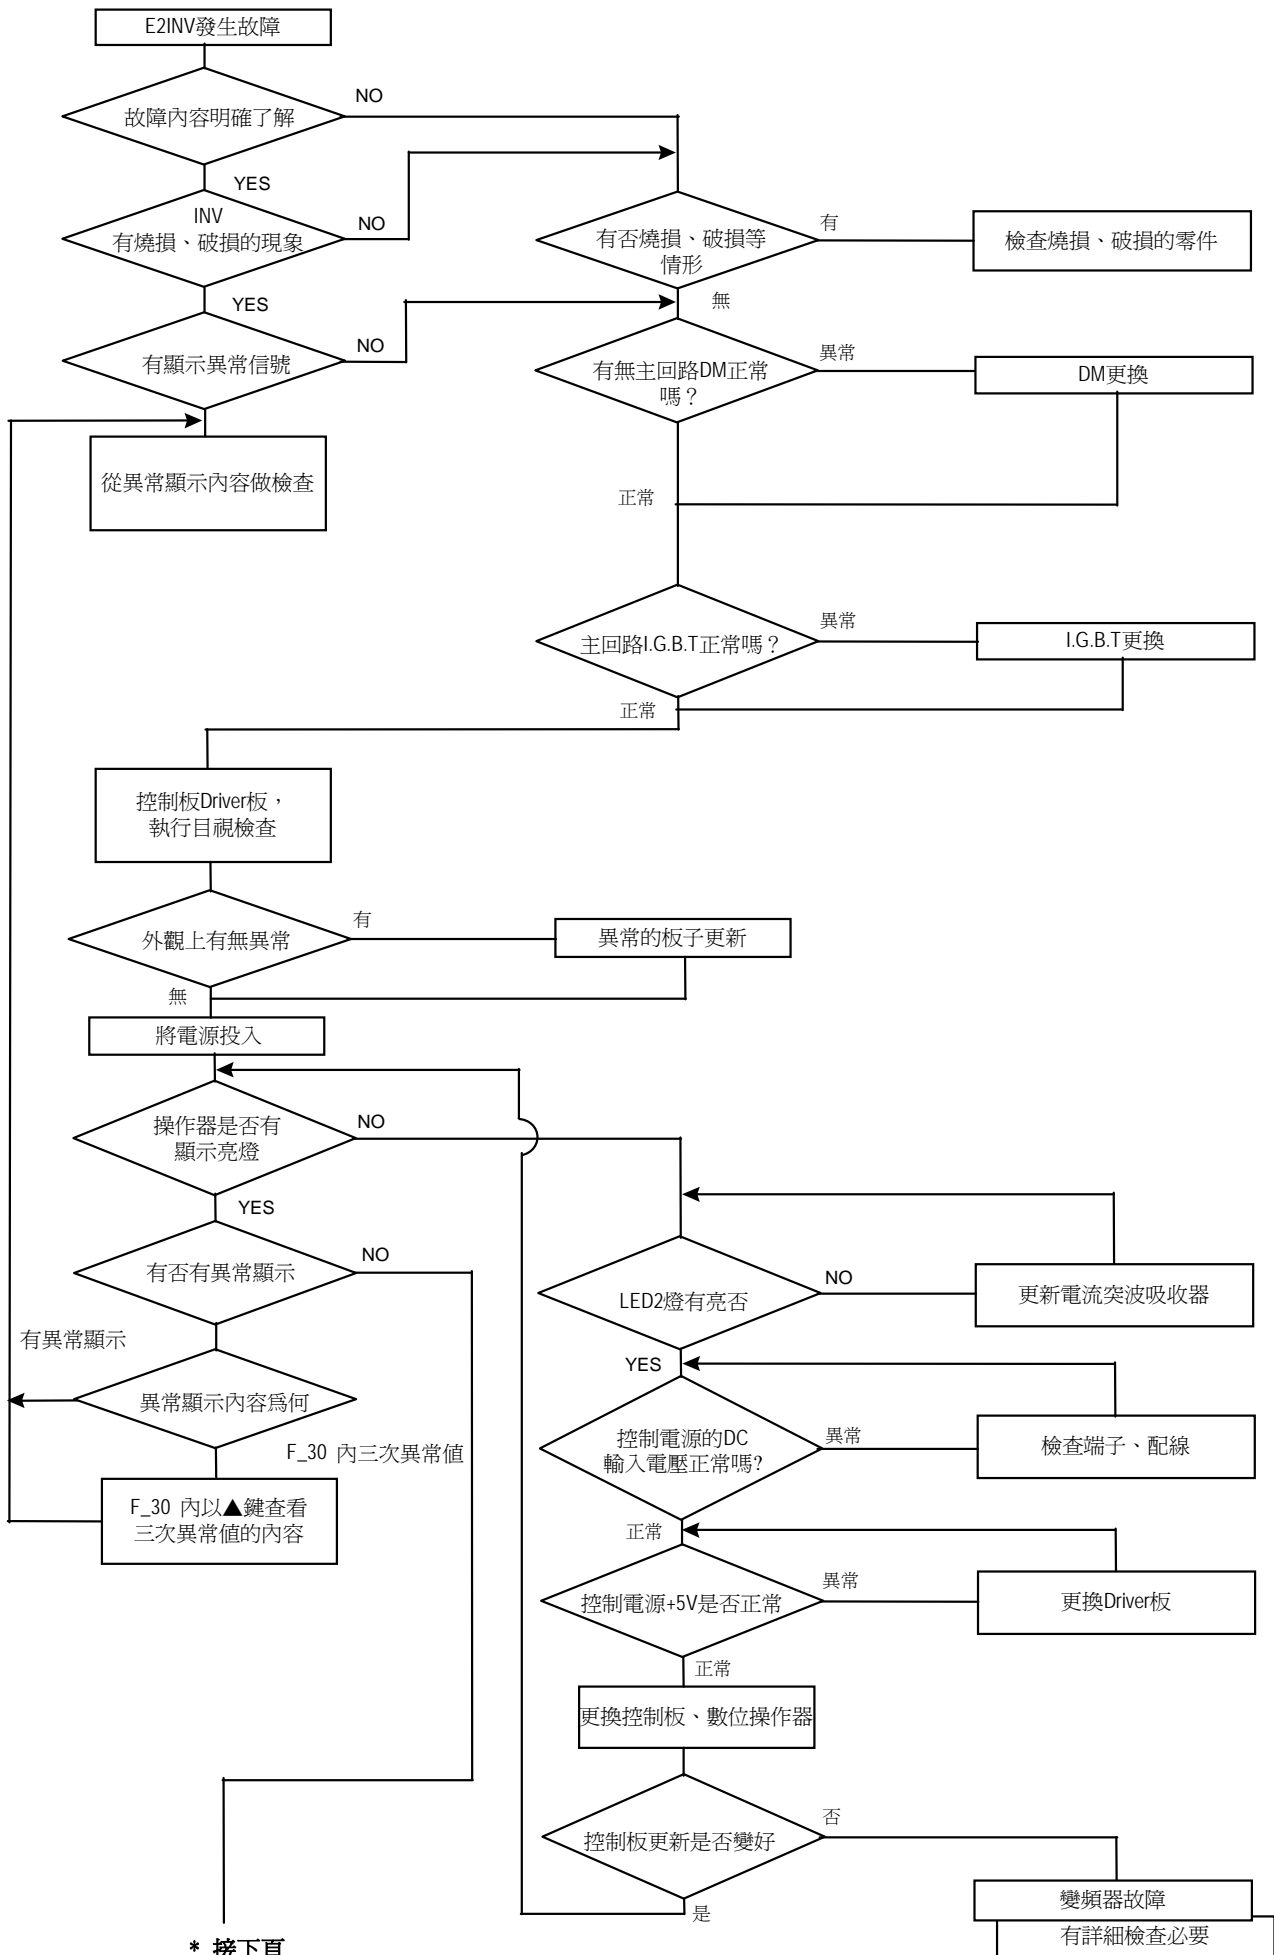 E2INV發生故障
故障內容明確了解
NO
YES
INV
有燒損、破損的現象
NO
有否燒損、破損等
情形
有
檢查燒損、破損的零件
YES
無
有顯示異常信號
NO
有無主回路DM正常
嗎？
異常
DM更換
從異常顯示內容做檢查
正常
主回路I.G.B.T正常嗎？
異常
I.G.B.T更換
正常
控制板Driver板，
執行目視檢查
外觀上有無異常
有
異常的板子更新
無
將電源投入
操作器是否有
顯示亮燈
NO
YES
有否有異常顯示
NO
LED2燈有亮否
NO
更新電流突波吸收器
有異常顯示
YES
異常顯示內容爲何
控制電源的DC
輸入電壓正常嗎?
異常
檢查端子、配線
F_30 內三次異常值
F_30 內以▲鍵查看
三次異常值的內容
正常
控制電源+5V是否正常
異常
更換Driver板
正常
更換控制板、數位操作器
控制板更新是否變好
否
變頻器故障
是
有詳細檢查必要
* 接下頁